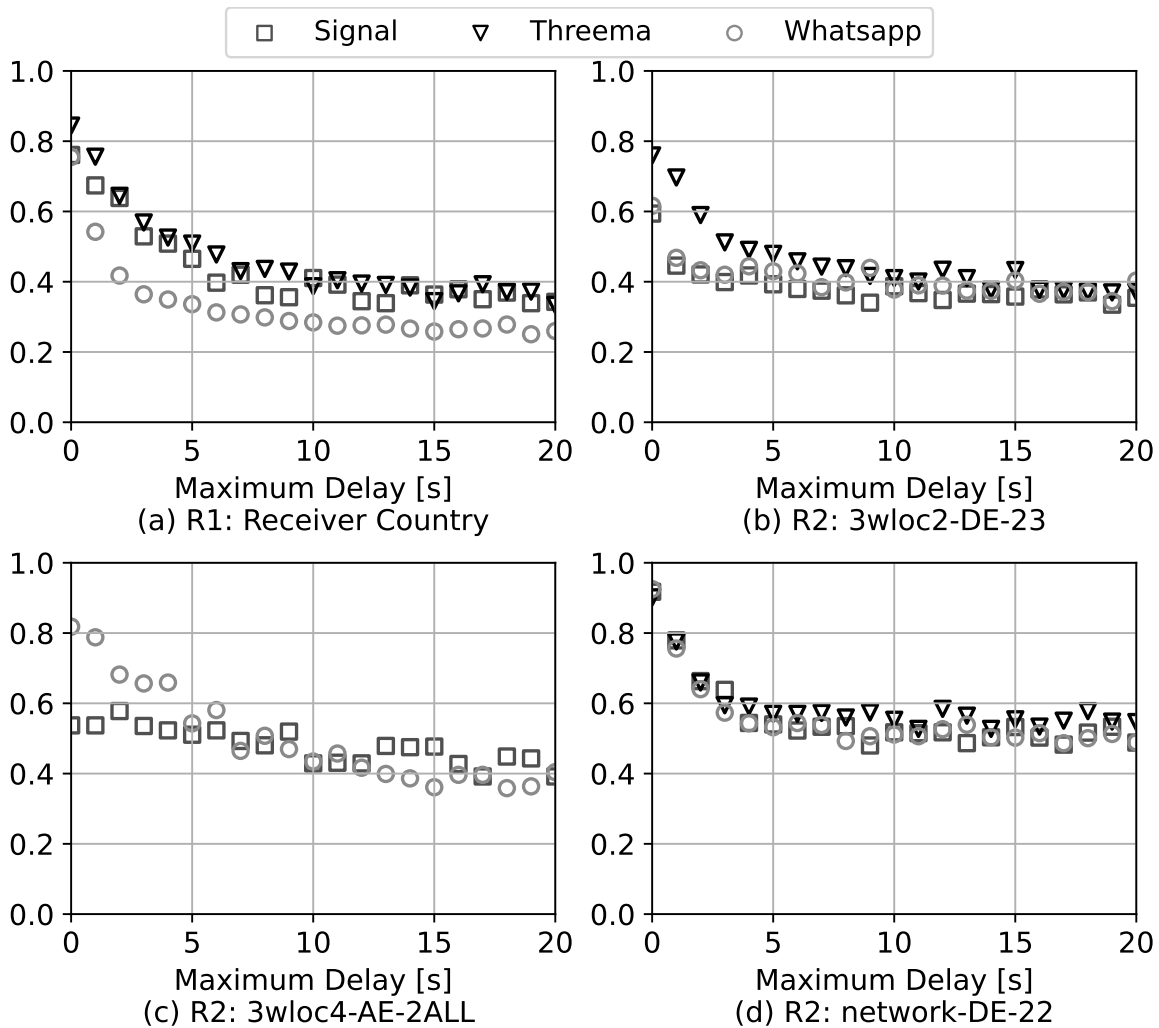 Signal Threema Whatsapp
1.0 1.0
0.8 0.8
0.6 0.6
0.4 0.4
0.2 0.2
0.0 0.0
0 5 10 15 20 0 5 10 15 20
Maximum Delay [s] Maximum Delay [s]
(a) R1: Receiver Country (b) R2: 3wloc2-DE-23
1.0 1.0
0.8 0.8
0.6 0.6
0.4 0.4
0.2 0.2
0.0 0.0
0 5 10 15 20 0 5 10 15 20
Maximum Delay [s] Maximum Delay [s]
(c) R2: 3wloc4-AE-2ALL (d) R2: network-DE-22